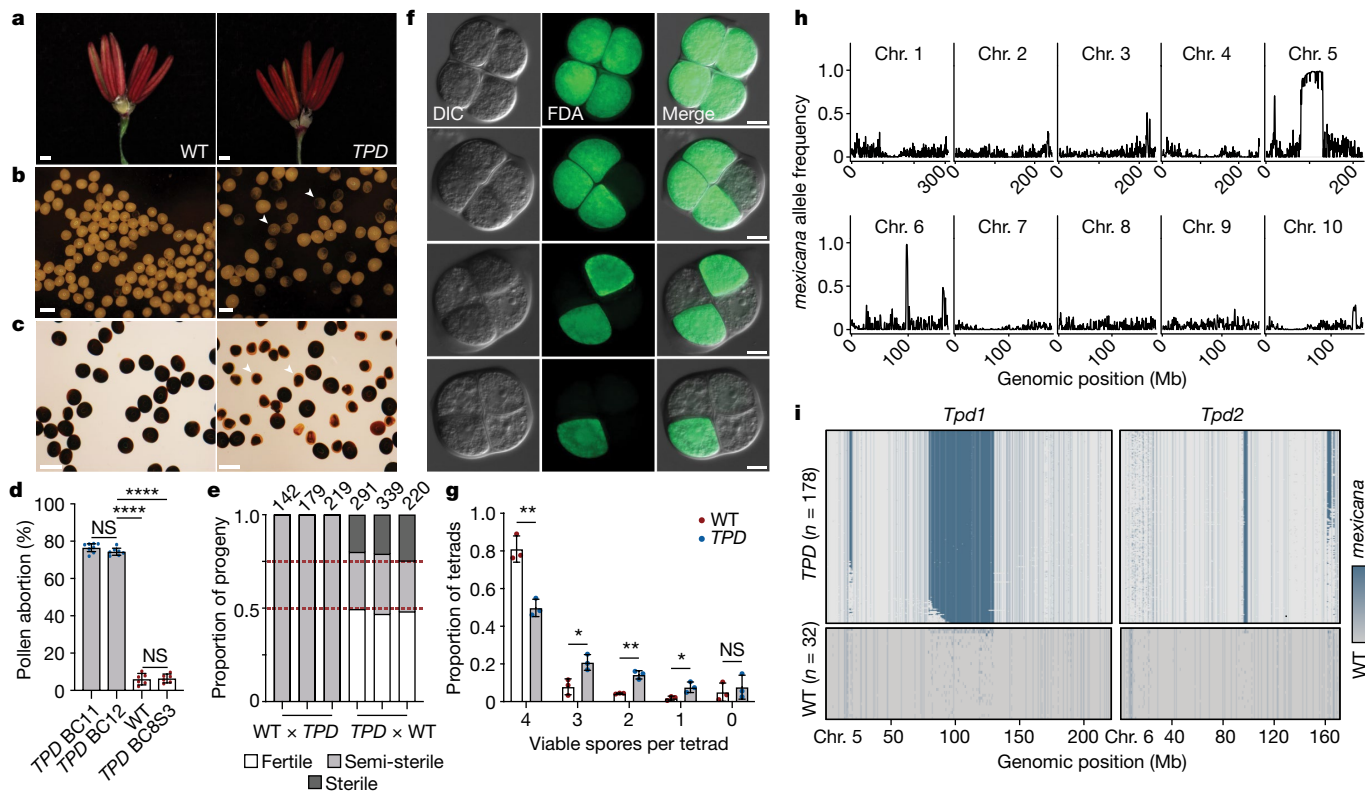 a
WT
TPD
b
c
d
Pollen abortion (%)
100
80
60
40
20
0
NS
****
****
NS
TPD BC11
TPD BC12
WT
TPD BC8S3
e
Proportion of progeny
1.0
0.5
0
142
179
219
291
339
220
WT × TPD
TPD × WT
Fertile
Semi-sterile
Sterile
f
DIC
FDA
Merge
g
Proportion of tetrads
1.0
0.8
0.6
0.4
0.2
0
**
*
**
*
NS
WT
TPD
4 3 2 1 0
Viable spores per tetrad
h
mexicana allele frequency
Chr. 1 Chr. 2 Chr. 3 Chr. 4 Chr. 5
1.0
0.5
0
0 300 0 200 0 200 0 200 0 200
Chr. 6 Chr. 7 Chr. 8 Chr. 9 Chr. 10
1.0
0.5
0
0 100 0 100 0 100 0 100 0 100
Genomic position (Mb)
i
Tpd1
Tpd2
TPD (n = 178)
WT (n = 32)
Chr. 5 50 100 150 200
Chr. 6 40 80 120 160
Genomic position (Mb)
mexicana
WT